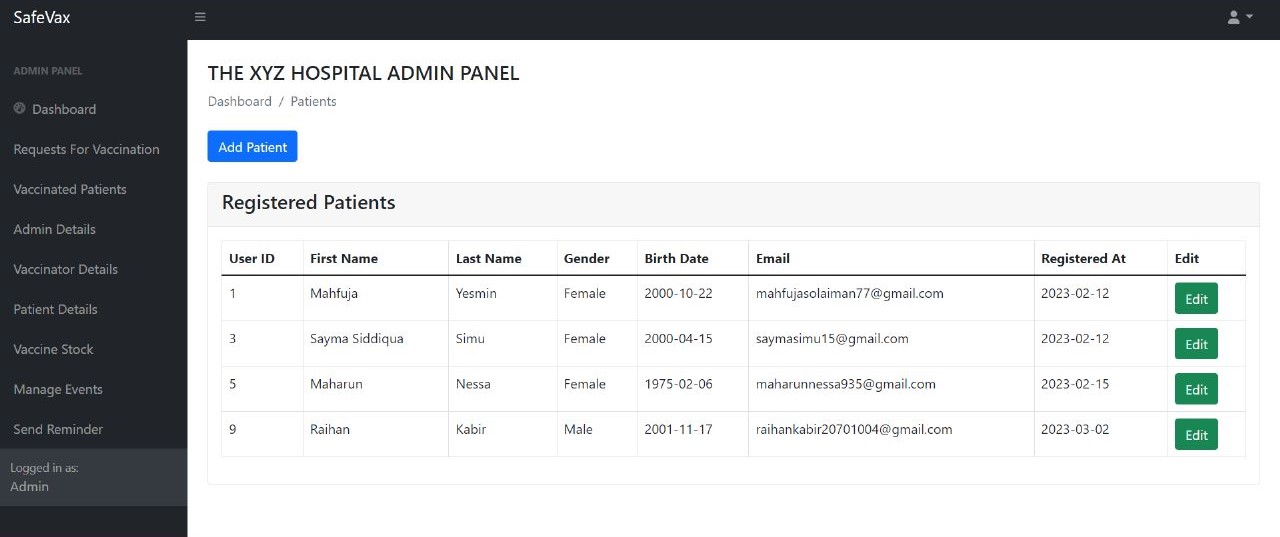 SafeVax
ADMIN PANEL
Dashboard
Requests For Vaccination
Vaccinated Patients
Admin Details
Vaccinator Details
Patient Details
Vaccine Stock
Manage Events
Send Reminder
Logged in as:
Admin
THE XYZ HOSPITAL ADMIN PANEL
Dashboard / Patients
Add Patient
Registered Patients
User ID First Name Last Name Gender Birth Date Email Registered At Edit
1 Mahfuja Yesmin Female 2000-10-22 mahfujasolaiman77@gmail.com 2023-02-12 Edit
3 Sayma Siddiqua Simu Female 2000-04-15 saymasimu15@gmail.com 2023-02-12 Edit
5 Maharun Nessa Female 1975-02-06 maharunnessa935@gmail.com 2023-02-15 Edit
9 Raihan Kabir Male 2001-11-17 raihankabir20701004@gmail.com 2023-03-02 Edit